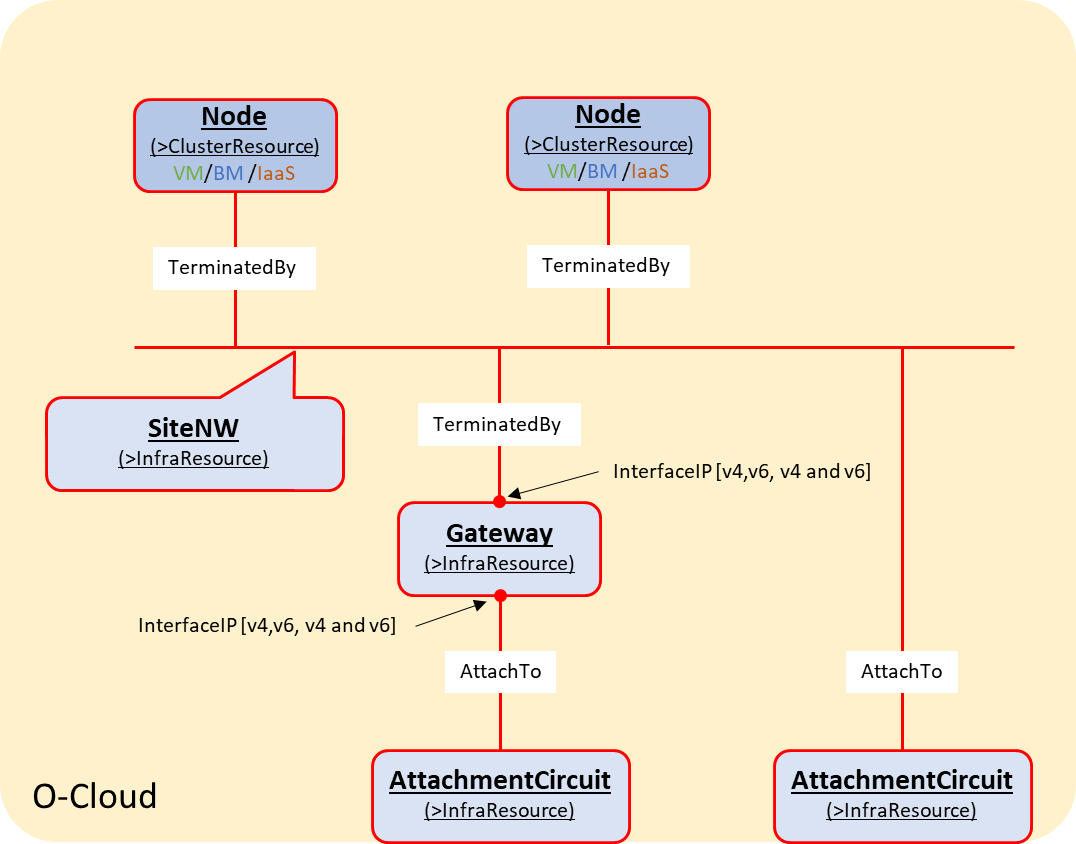 Node
(>ClusterResource)
VM/BM /IaaS
Node
(>ClusterResource)
VM/BM /IaaS
TerminatedBy
TerminatedBy
SiteNW
(>InfraResource)
TerminatedBy
InterfaceIP [v4,v6, v4 and v6]
Gateway
(>InfraResource)
InterfaceIP [v4,v6, v4 and v6]
AttachTo
AttachTo
AttachmentCircuit
(>InfraResource)
AttachmentCircuit
(>InfraResource)
O-Cloud